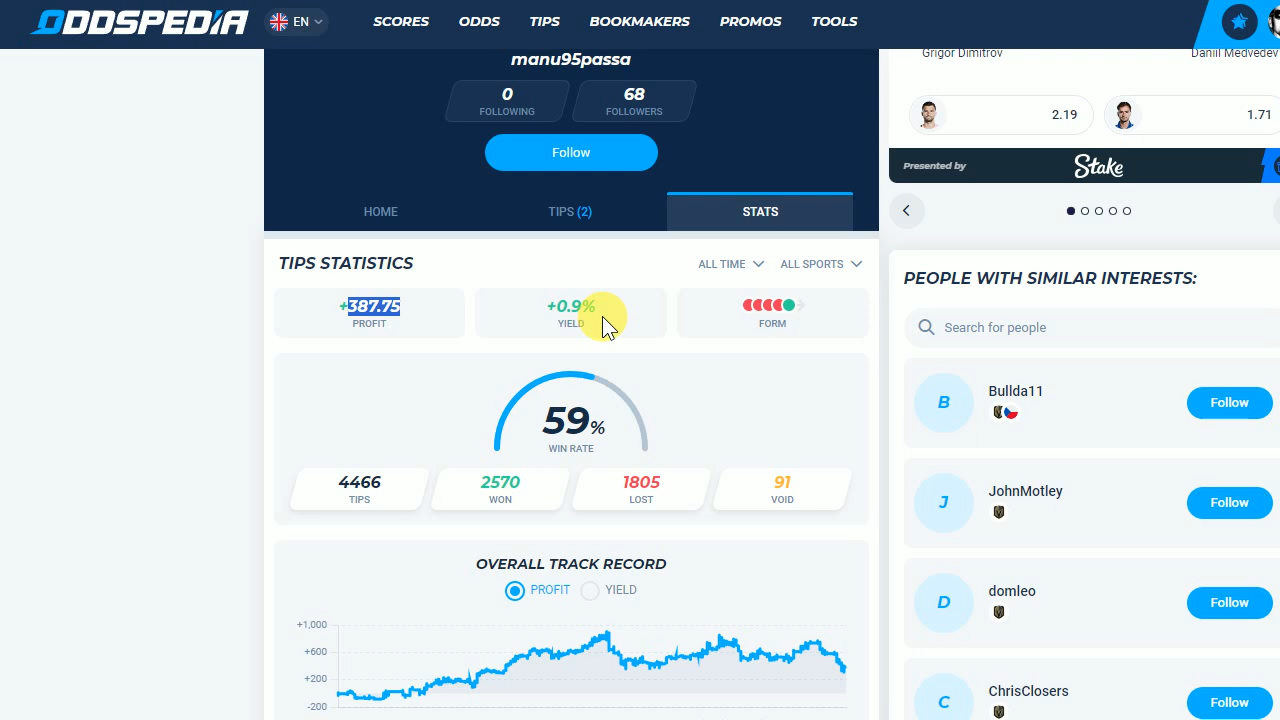 ODDSPEDIA
EN
SCORES
ODDS
TIPS
BOOKMAKERS
PROMOS
TOOLS
manu95passa
0
FOLLOWING
68
FOLLOWERS
Follow
HOME
TIPS (2)
STATS
TIPS STATISTICS
ALL TIME
ALL SPORTS
+387.75
PROFIT
+0.9%
YIELD
FORM
59%
WIN RATE
4466
TIPS
2570
WON
1805
LOST
91
VOID
OVERALL TRACK RECORD
PROFIT
YIELD
+1,000
+600
+200
-200
Grigor Dimitrov
Daniil Medvedev
2.19
1.71
Presented by
Stake
PEOPLE WITH SIMILAR INTERESTS:
Search for people
B
Bullda11
Follow
J
JohnMotley
Follow
D
domleo
Follow
C
ChrisClosers
Follow